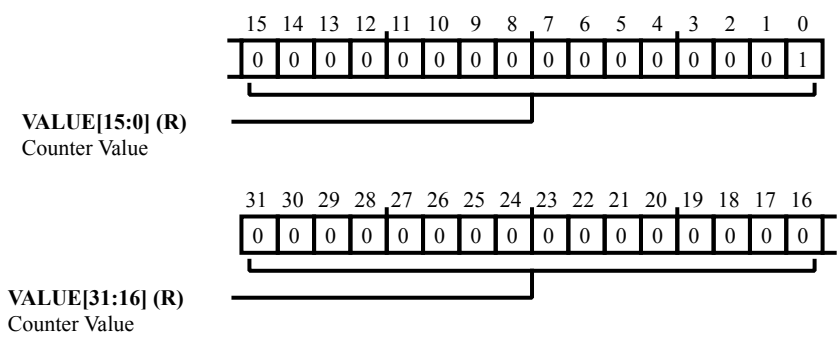 15 14 13 12 11 10 9 8 7 6 5 4 3 2 1 0
0 0 0 0 0 0 0 0 0 0 0 0 0 0 0 1
VALUE[15:0] (R)
Counter Value
31 30 29 28 27 26 25 24 23 22 21 20 19 18 17 16
0 0 0 0 0 0 0 0 0 0 0 0 0 0 0 0
VALUE[31:16] (R)
Counter Value